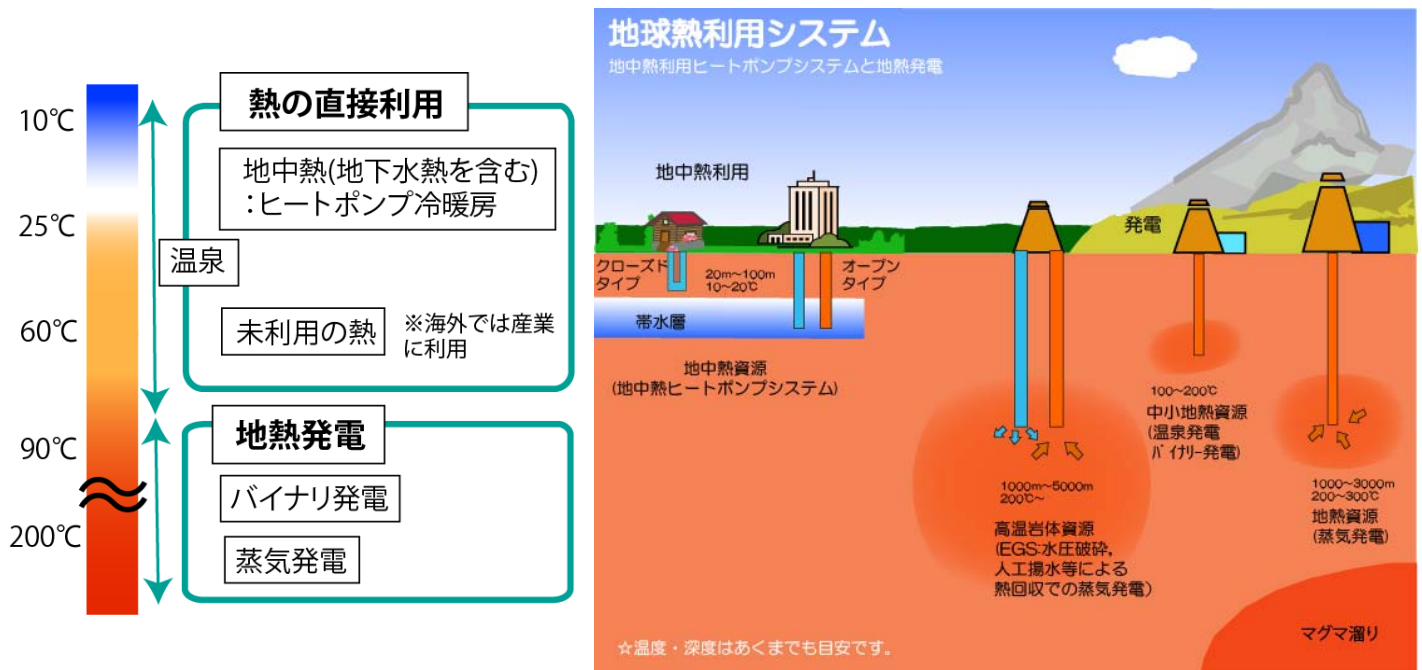 10℃
25℃
60℃
90℃
200℃
熱の直接利用
地中熱(地下水熱を含む)
：ヒートポンプ冷暖房
温泉
未利用の熱
※海外では産業
に利用
地熱発電
バイナリ発電
蒸気発電
地球熱利用システム
地中熱利用ヒートポンプシステムと地熱発電
地中熱利用
発電
クローズド
タイプ
20m〜100m
10〜20℃
オープン
タイプ
帯水層
地中熱資源
(地中熱ヒートポンプシステム)
1000m〜5000m
200℃〜
高温岩体資源
(EGS:水圧破砕,
人工揚水等による
熱回収での蒸気発電)
100〜200℃
中小地熱資源
(温泉発電
バイナリー発電)
1000〜3000m
200〜300℃
地熱資源
(蒸気発電)
マグマ溜り
☆温度・深度はあくまでも目安です。